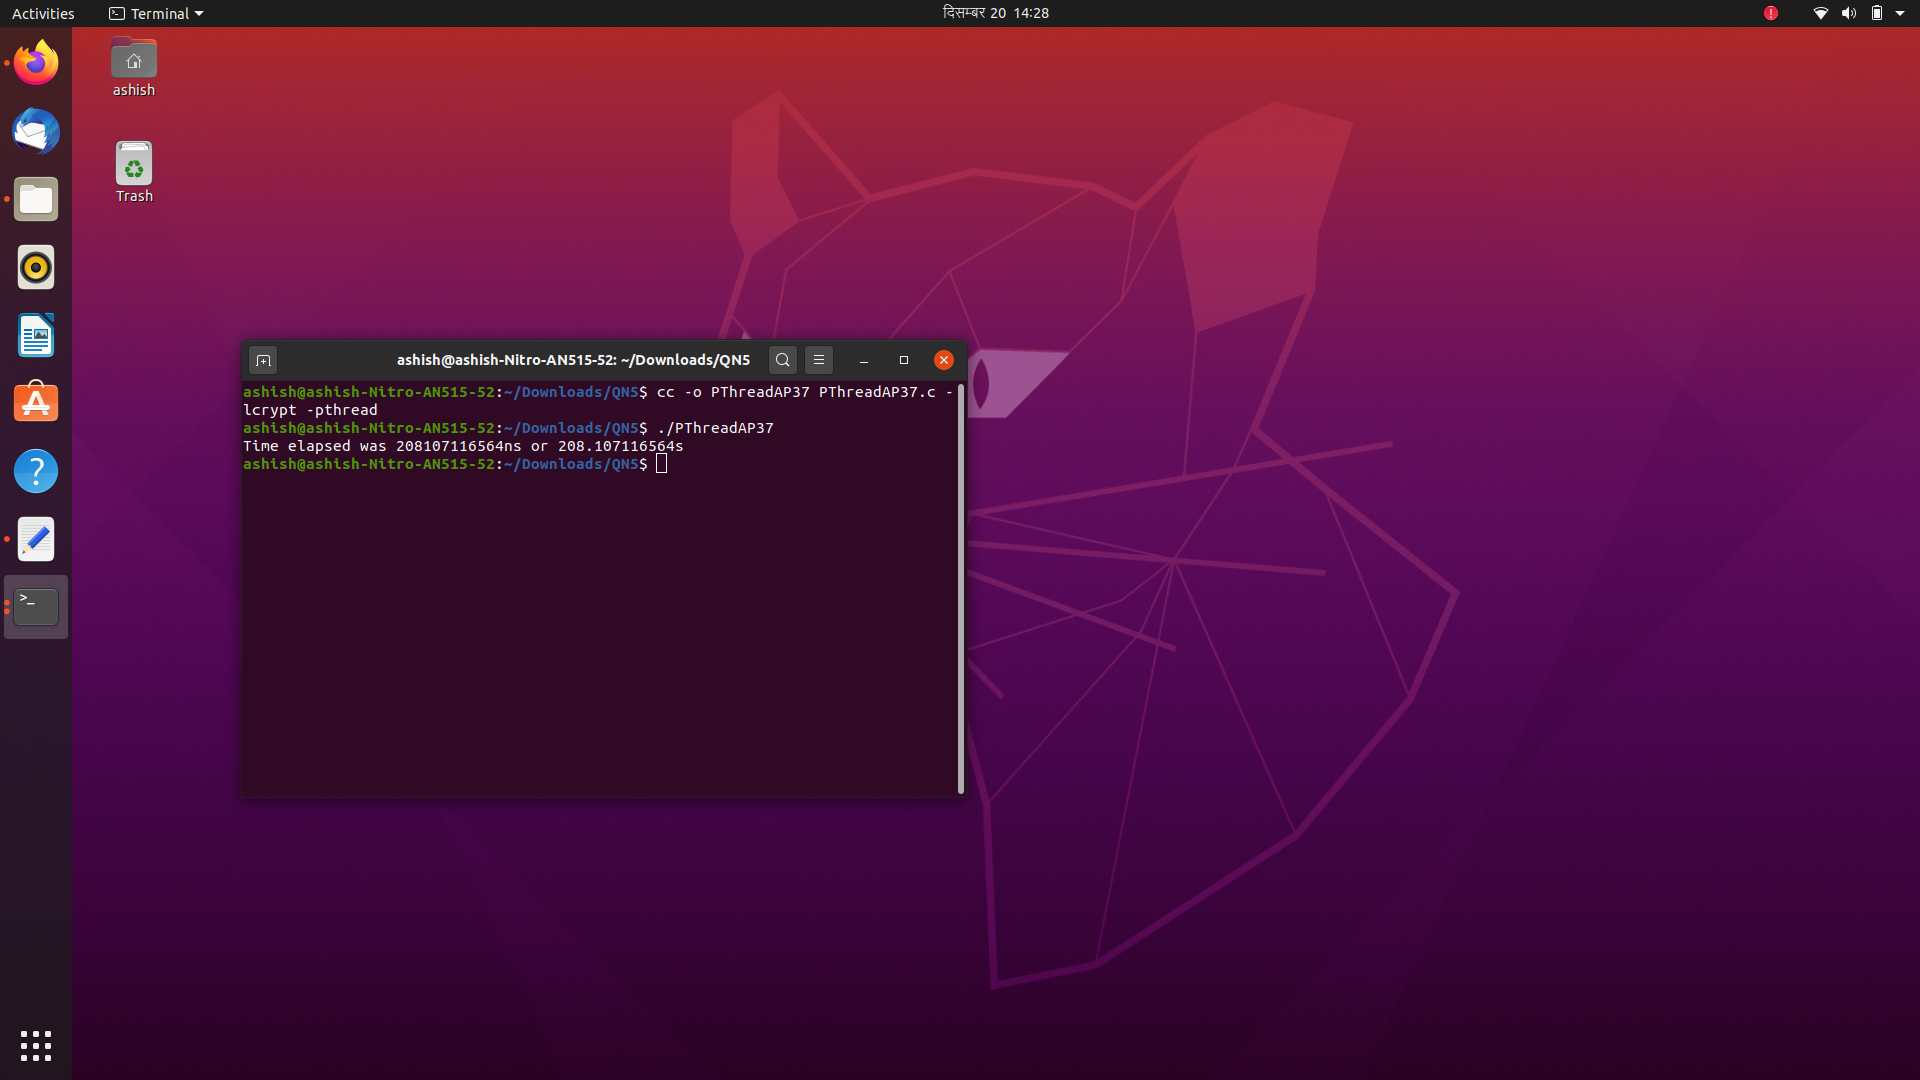 Activities
Terminal
दिसम्बर 20 14:28
ashish
Trash
ashish@ashish-Nitro-AN515-52: ~/Downloads/QN5
ashish@ashish-Nitro-AN515-52:~/Downloads/QN5$ cc -o PThreadAP37 PThreadAP37.c -
lcrypt -pthread
ashish@ashish-Nitro-AN515-52:~/Downloads/QN5$ ./PThreadAP37
Time elapsed was 208107116564ns or 208.107116564s
ashish@ashish-Nitro-AN515-52:~/Downloads/QN5$